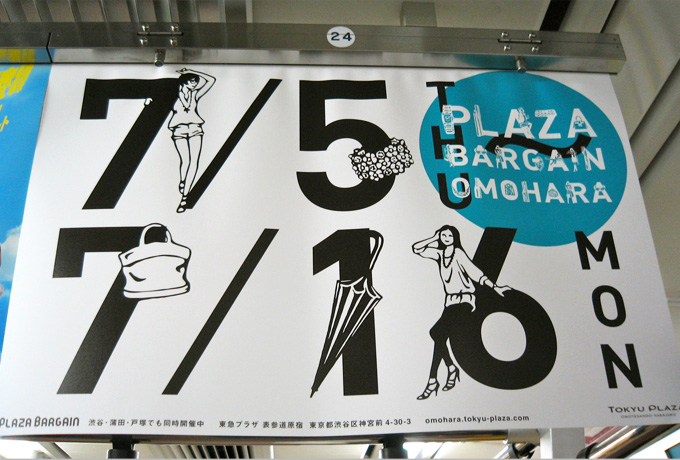 24
7/5 THU
PLAZA
BARGAIN
OMOHARA
7/16 MON
PLAZA BARGAIN 渋谷・蒲田・戸塚でも同時開催中 東急プラザ 表参道原宿 東京都渋谷区神宮前 4-30-3 omohara.tokyu-plaza.com
TOKYU PLAZA